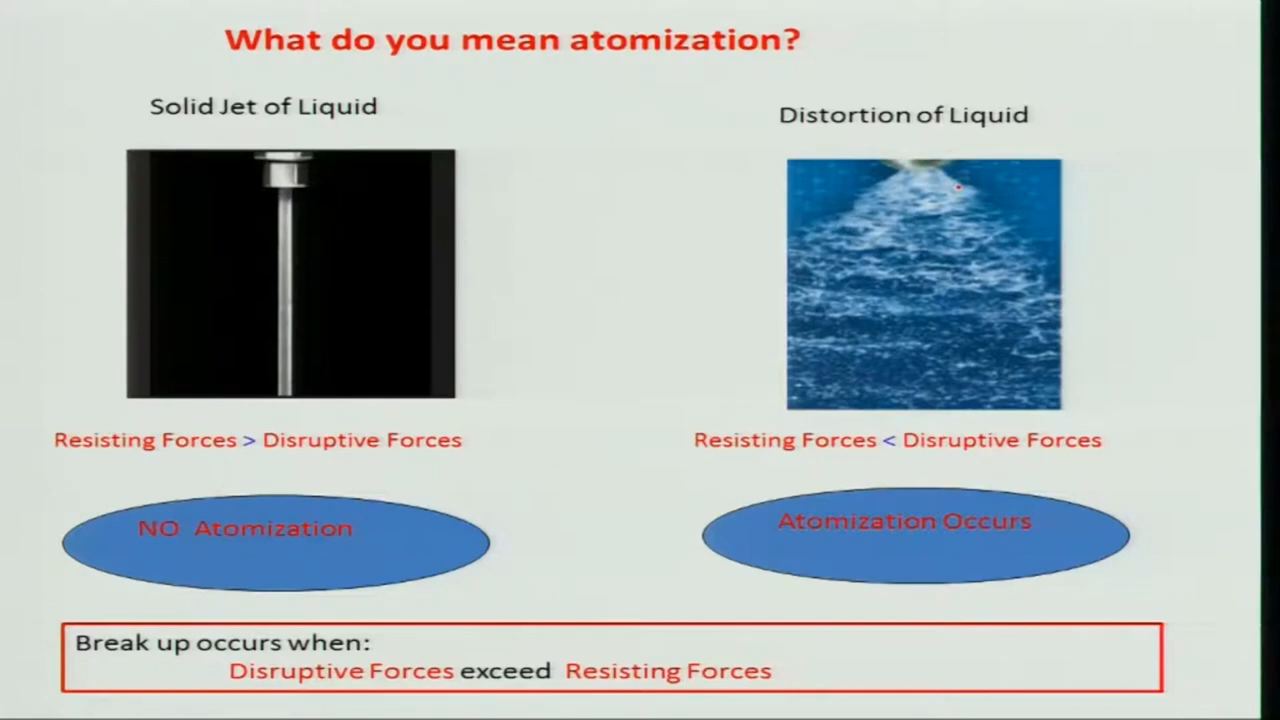 What do you mean atomization?
Solid Jet of Liquid
Distortion of Liquid
Resisting Forces > Disruptive Forces
Resisting Forces < Disruptive Forces
NO Atomization
Atomization Occurs
Break up occurs when:
Disruptive Forces exceed Resisting Forces